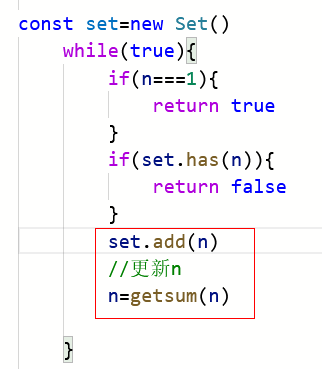 const set=new Set()
while(true){
if(n===1){
return true
}
if(set.has(n)){
return false
}
set.add(n)
//更新n
n=getsum(n)
}